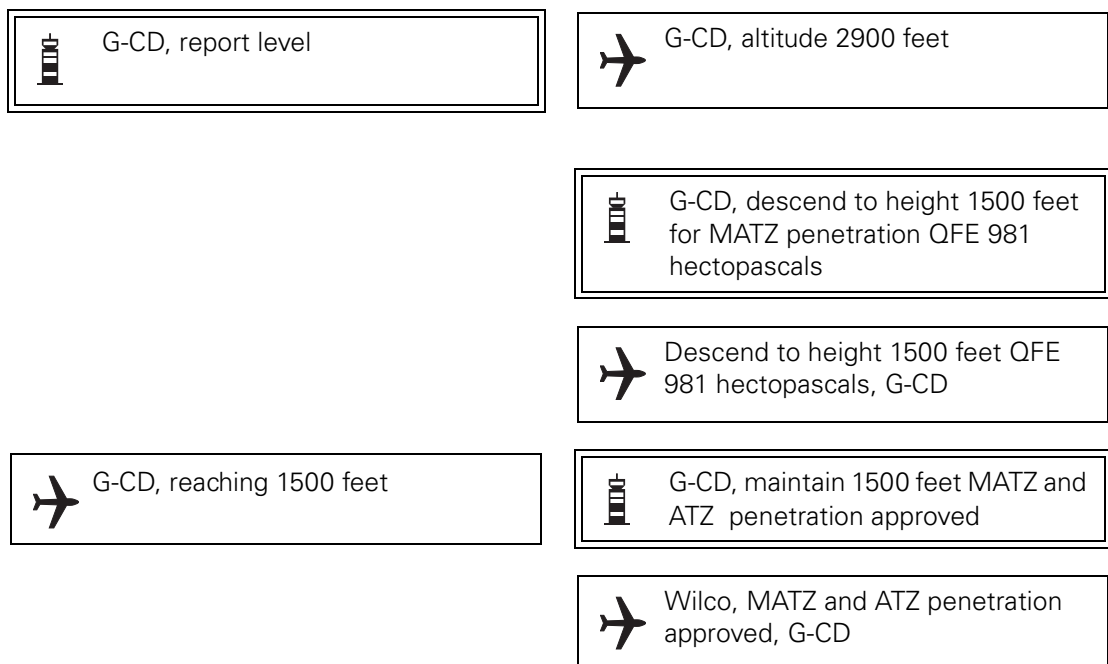 G-CD, report level
G-CD, altitude 2900 feet
G-CD, descend to height 1500 feet
for MATZ penetration QFE 981
hectopascals
Descend to height 1500 feet QFE
981 hectopascals, G-CD
G-CD, reaching 1500 feet
G-CD, maintain 1500 feet MATZ and
ATZ penetration approved
Wilco, MATZ and ATZ penetration
approved, G-CD